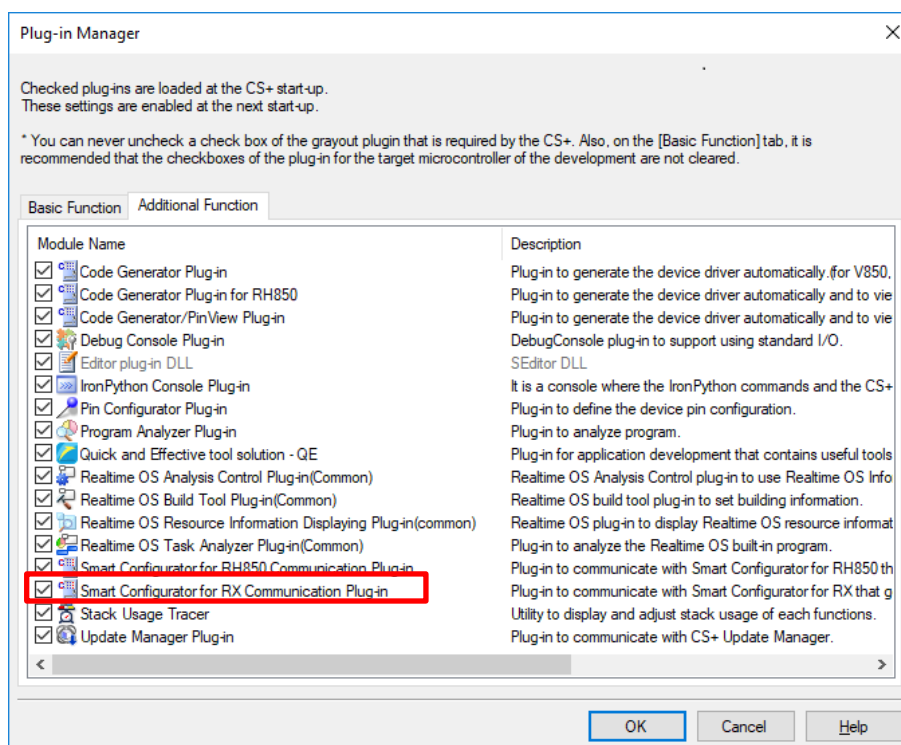 Plug-in Manager
Checked plug-ins are loaded at the CS+ start-up.
These settings are enabled at the next start-up.
* You can never uncheck a check box of the grayout plugin that is required by the CS+. Also, on the [Basic Function] tab, it is
recommended that the checkboxes of the plug-in for the target microcontroller of the development are not cleared.
Basic Function Additional Function
Module Name Description
Code Generator Plug-in Plug-in to generate the device driver automatically.(for V850,
Code Generator Plug-in for RH850 Plug-in to generate the device driver automatically and to vie
Code Generator/PinView Plug-in Plug-in to generate the device driver automatically and to vie
Debug Console Plug-in DebugConsole plug-in to support using standard I/O.
Editor plug-in DLL SEditor DLL
IronPython Console Plug-in It is a console where the IronPython commands and the CS+
Pin Configurator Plug-in Plug-in to define the device pin configuration.
Program Analyzer Plug-in Plug-in to analyze program.
Quick and Effective tool solution - QE Plug-in for application development that contains useful tools
Realtime OS Analysis Control Plug-in(Common) Realtime OS Analysis Control plug-in to use Realtime OS Info
Realtime OS Build Tool Plug-in(Common) Realtime OS build tool plug-in to set building information.
Realtime OS Resource Information Displaying Plug-in(common) Realtime OS plug-in to display Realtime OS resource informat
Realtime OS Task Analyzer Plug-in(Common) Plug-in to analyze the Realtime OS built-in program.
Smart Configurator for RH850 Communication Plug-in Plug-in to communicate with Smart Configurator for RH850 th
Smart Configurator for RX Communication Plug-in Plug-in to communicate with Smart Configurator for RX that g
Stack Usage Tracer Utility to display and adjust stack usage of each functions.
Update Manager Plug-in Plug-in to communicate with CS+ Update Manager.
OK Cancel Help